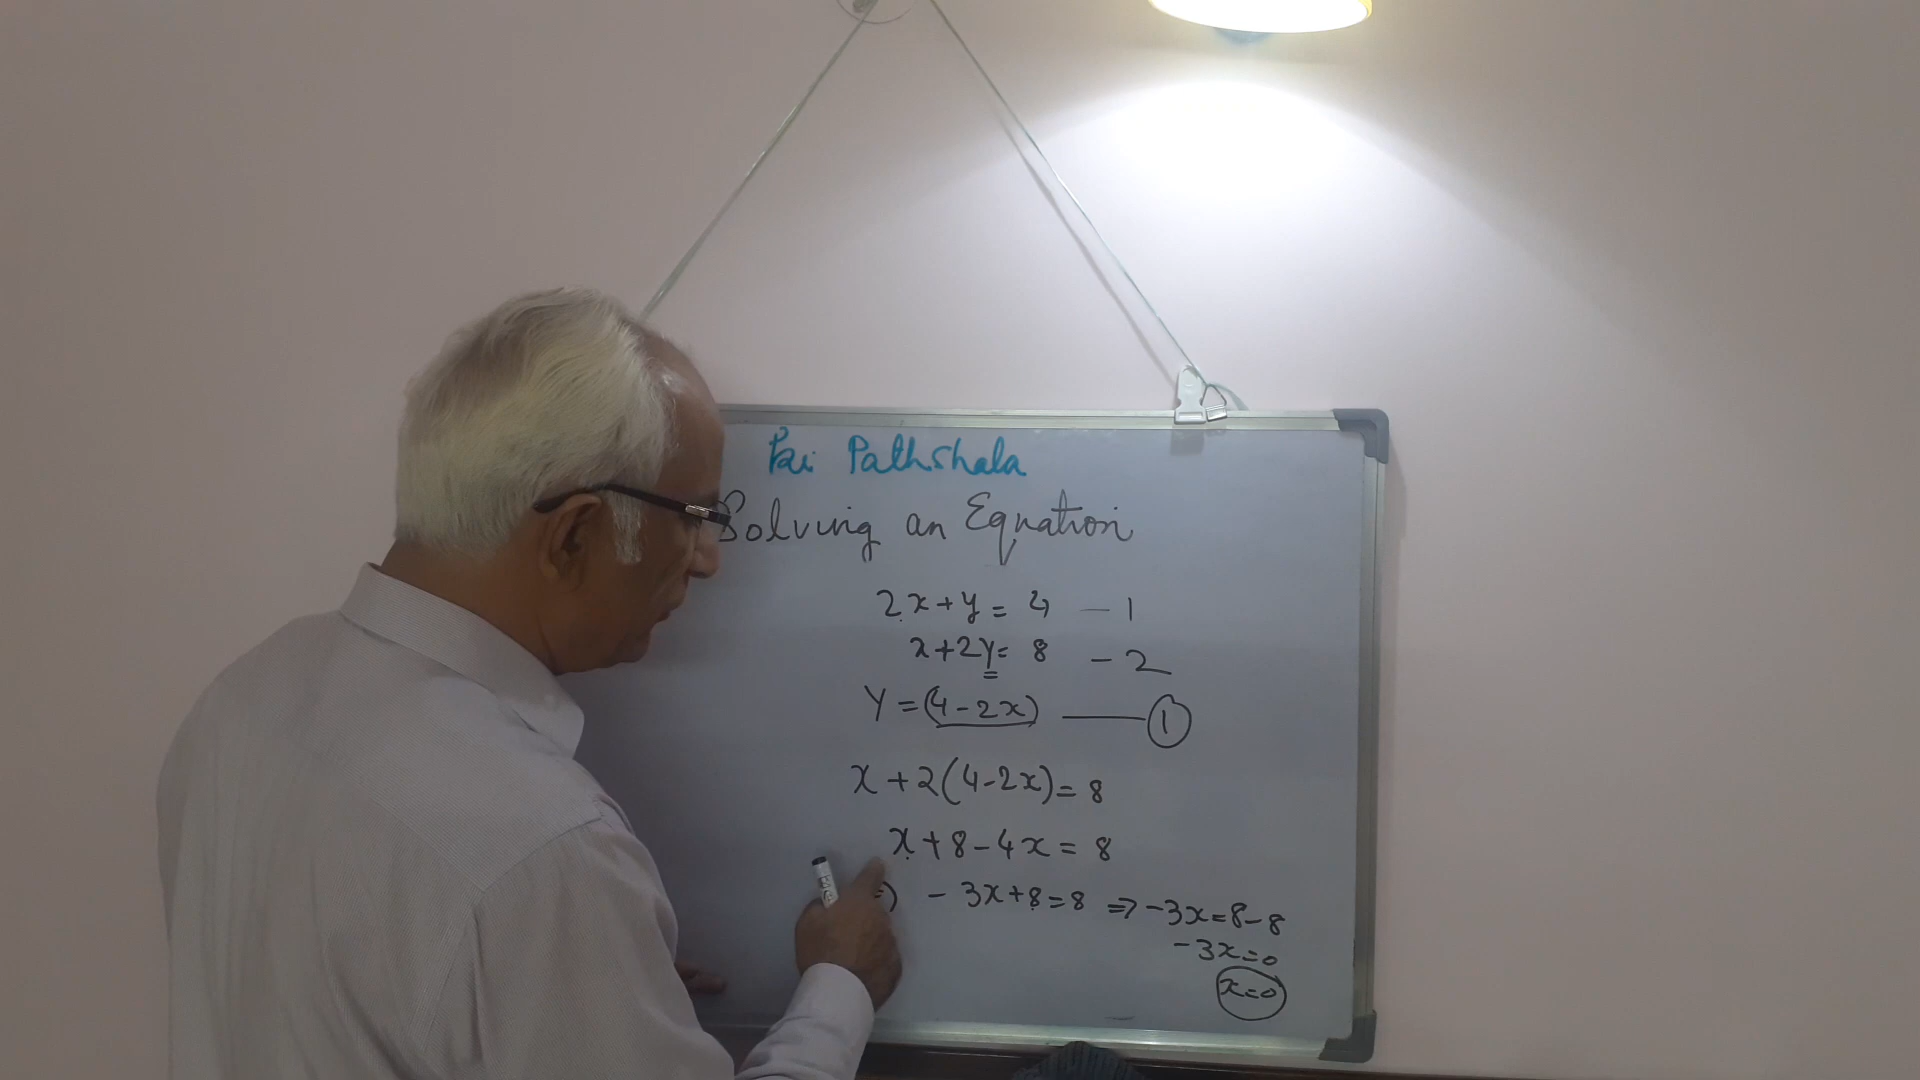 Pai Pathshala
Solving an Equation
2x+y = 4 - 1
x+2y= 8 - 2
Y = (4-2x) —— 1
x+2(4-2x)= 8
x+8-4x = 8
=> -3x+8=8 => -3x=8-8
-3x=0
x=0